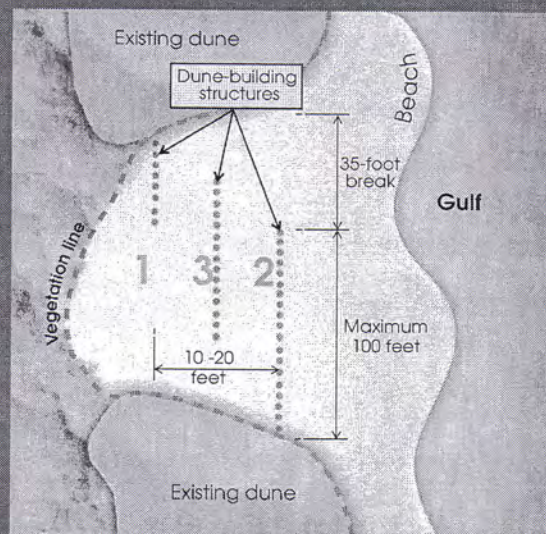 Existing dune
Dune-building
structures
Beach
35-foot
break
Gulf
Vegetation line
1
3
2
Maximum
100 feet
10 -20
feet
Existing dune